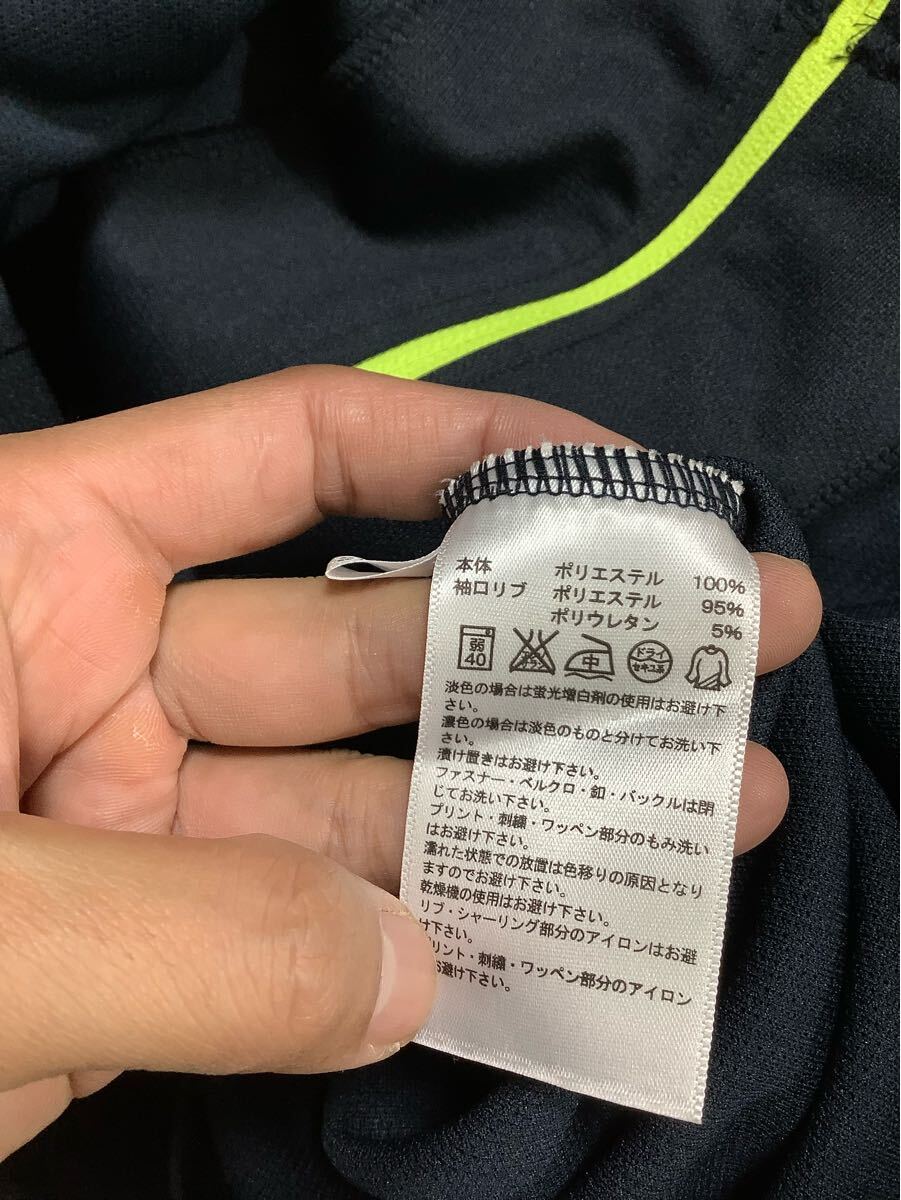 本体 ポリエステル 100%
袖口リブ ポリエステル 95%
ポリウレタン 5%
弱 中 ドライ
40 セキユ系
淡色の場合は蛍光増白剤の使用はお避け下
さい。
濃色の場合は淡色のものと分けてお洗い下
さい。
漬け置きはお避け下さい。
ファスナー・ベルクロ・釦・バックルは閉
じてお洗い下さい。
プリント・刺繍・ワッペン部分のもみ洗い
はお避け下さい。
濡れた状態での放置は色移りの原因となり
ますのでお避け下さい。
乾燥機の使用はお避け下さい。
リブ・シャーリング部分のアイロンはお避
け下さい。
リント・刺繍・ワッペン部分のアイロン
お避け下さい。